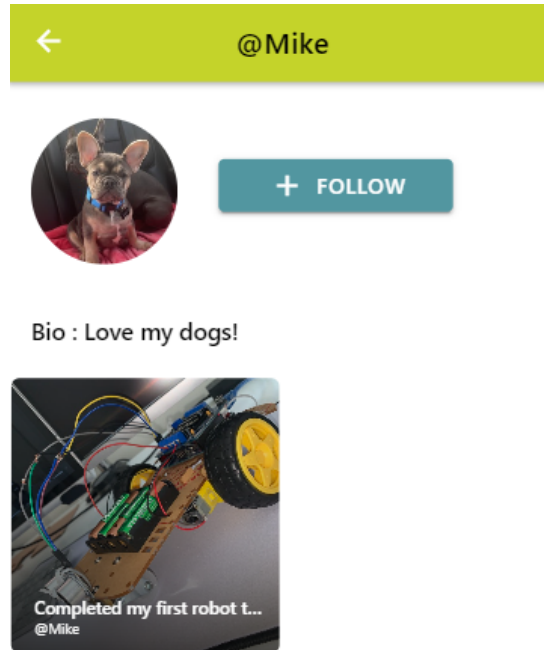 @Mike
+ FOLLOW
Bio : Love my dogs!
Completed my first robot t...
@Mike